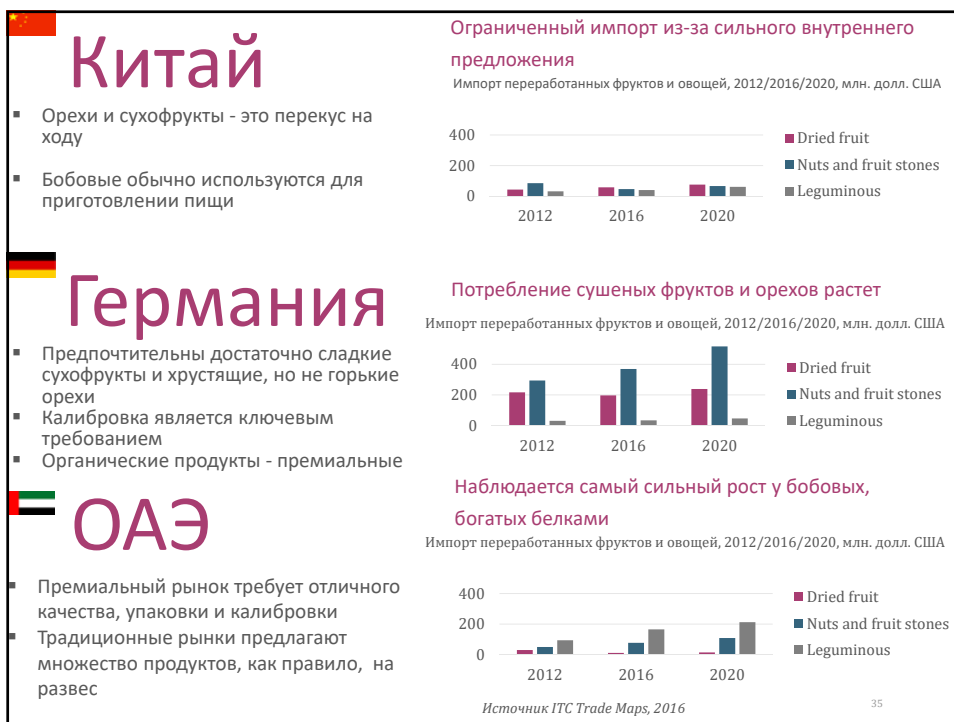 Китай
▪ Орехи и сухофрукты - это перекус на
ходу
▪ Бобовые обычно используются для
приготовлении пищи
Ограниченный импорт из-за сильного внутреннего
предложения
Импорт переработанных фруктов и овощей, 2012/2016/2020, млн. долл. США
400
200
0
2012 2016 2020
Dried fruit
Nuts and fruit stones
Leguminous
Германия
▪ Предпочтительны достаточно сладкие
сухофрукты и хрустящие, но не горькие
орехи
▪ Калибровка является ключевым
требованием
▪ Органические продукты - премиальные
Потребление сушеных фруктов и орехов растет
Импорт переработанных фруктов и овощей, 2012/2016/2020, млн. долл. США
400
200
0
2012 2016 2020
Dried fruit
Nuts and fruit stones
Leguminous
ОАЭ
▪ Премиальный рынок требует отличного
качества, упаковки и калибровки
▪ Традиционные рынки предлагают
множество продуктов, как правило, на
развес
Наблюдается самый сильный рост у бобовых,
богатых белками
Импорт переработанных фруктов и овощей, 2012/2016/2020, млн. долл. США
400
200
0
2012 2016 2020
Dried fruit
Nuts and fruit stones
Leguminous
Источник ITC Trade Maps, 2016
35